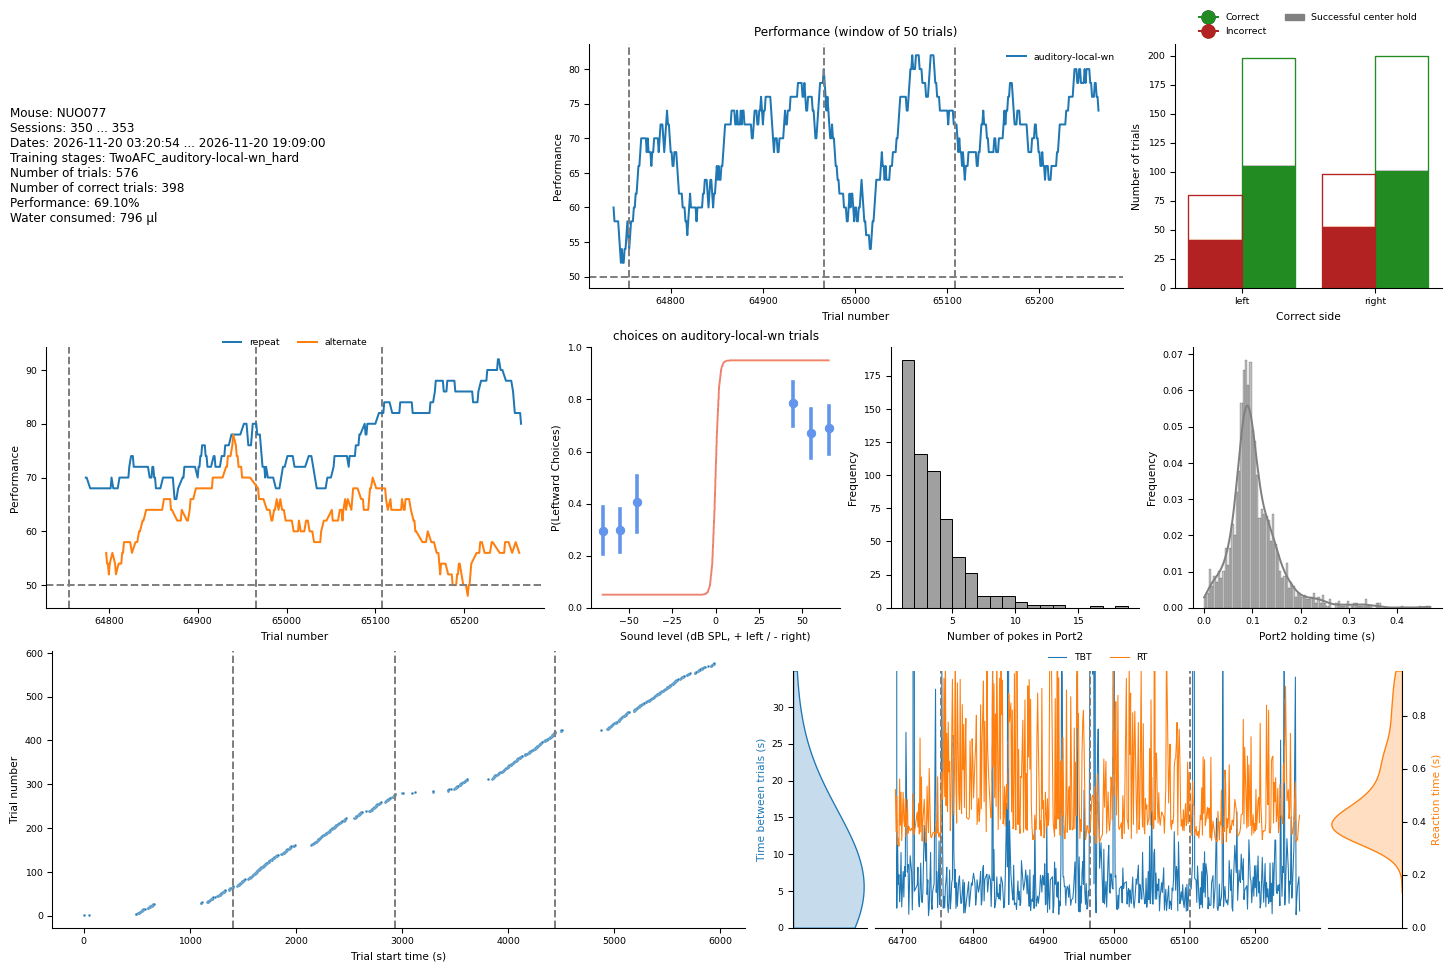 Mouse: NUO077
Sessions: 350 ... 353
Dates: 2026-11-20 03:20:54 ... 2026-11-20 19:09:00
Training stages: TwoAFC_auditory-local-wn_hard
Number of trials: 576
Number of correct trials: 398
Performance: 69.10%
Water consumed: 796 µl
Performance (window of 50 trials)
auditory-local-wn
80
75
70
65
60
55
50
Performance
64800 64900 65000 65100 65200
Trial number
Correct
Incorrect
Successful center hold
200
175
150
125
100
75
50
25
0
Number of trials
left right
Correct side
repeat alternate
90
80
70
60
50
Performance
64800 64900 65000 65100 65200
Trial number
choices on auditory-local-wn trials
1.0
0.8
0.6
0.4
0.2
0.0
P(Leftward Choices)
−50 −25 0 25 50
Sound level (dB SPL, + left / - right)
175
150
125
100
75
50
25
0
Frequency
5 10 15
Number of pokes in Port2
0.07
0.06
0.05
0.04
0.03
0.02
0.01
0.00
Frequency
0.0 0.1 0.2 0.3 0.4
Port2 holding time (s)
600
500
400
300
200
100
0
Trial number
0 1000 2000 3000 4000 5000 6000
Trial start time (s)
30
25
20
15
10
5
0
Time between trials (s)
TBT RT
64700 64800 64900 65000 65100 65200
Trial number
0.8
0.6
0.4
0.2
0.0
Reaction time (s)